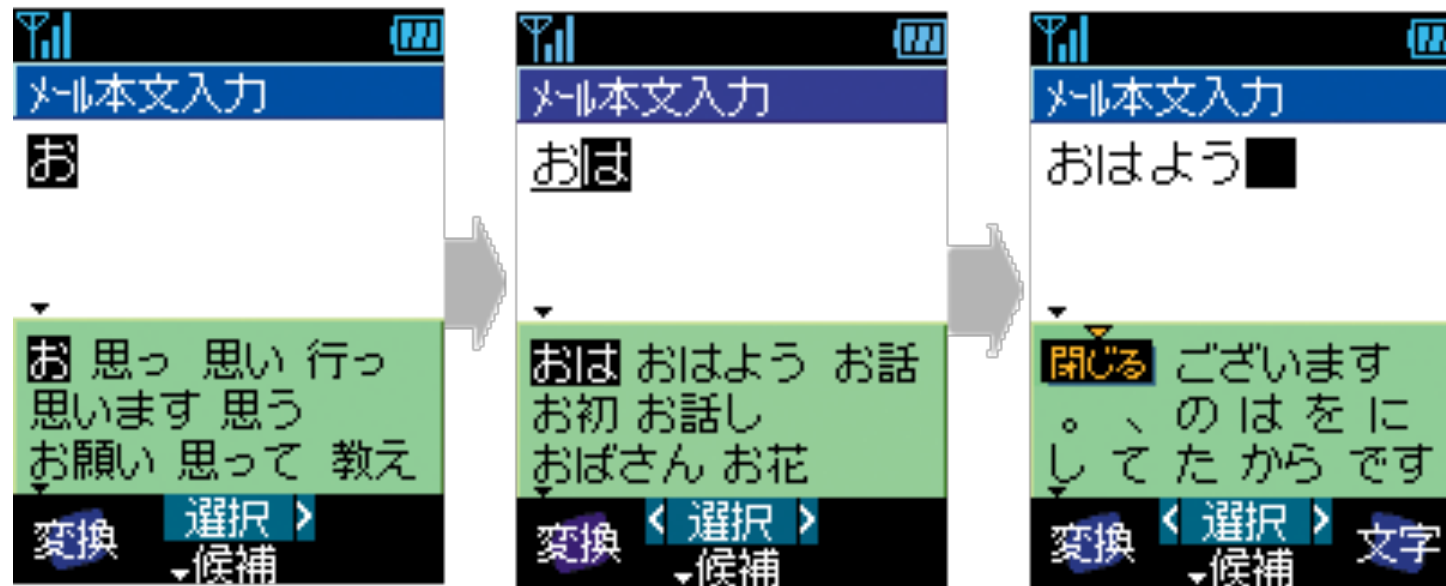 メール本文入力
お
お 思っ 思い 行っ
思います 思う
お願い 思って 教え
変換 選択
候補
メール本文入力
おは
おは おはよう お話
お初 お話し
おばさん お花
変換 選択
候補
メール本文入力
おはよう
閉じる ございます
。 、 の は を に
し て た から です
変換 選択 文字
候補